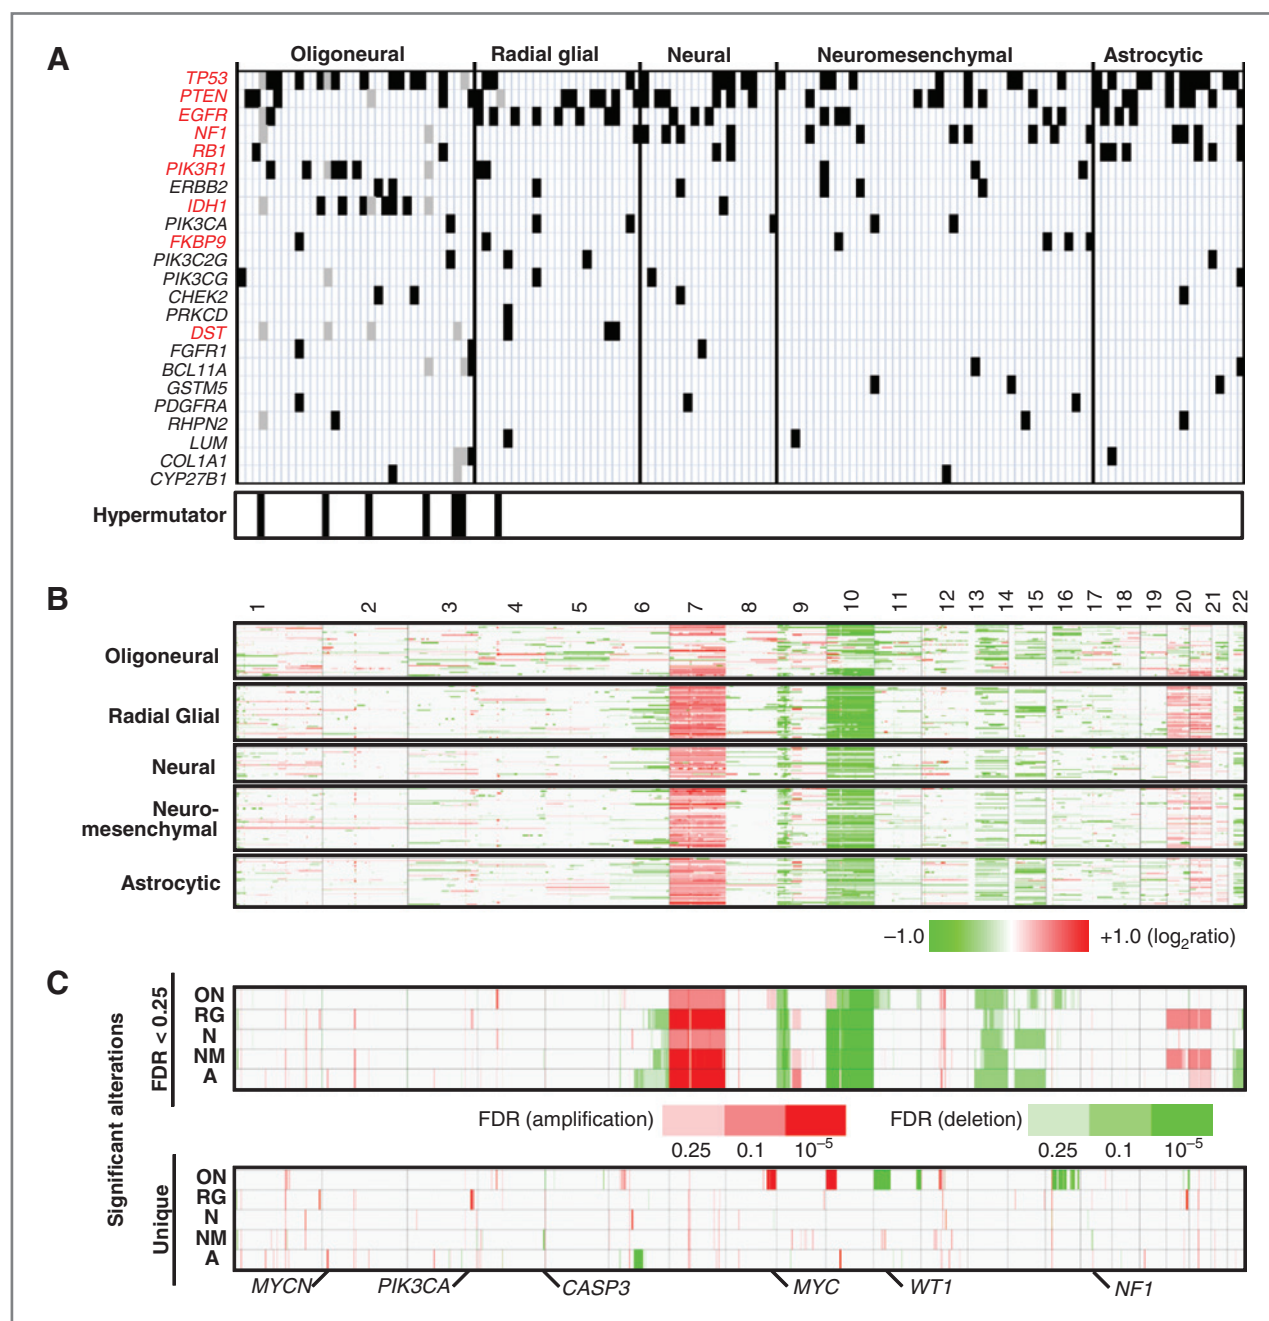 A
Oligoneural Radial glial Neural Neuromesenchymal Astrocytic
TP53
PTEN
EGFR
NF1
RB1
PIK3R1
ERBB2
IDH1
PIK3CA
FKBP9
PIK3C2G
PIK3CG
CHEK2
PRKCD
DST
FGFR1
BCL11A
GSTM5
PDGFRA
RHPN2
LUM
COL1A1
CYP27B1
Hypermutator
B
1 2 3 4 5 6 7 8 9 10 11 12 13 14 15 16 17 18 19 20 21 22
Oligoneural
Radial Glial
Neural
Neuro-
mesenchymal
Astrocytic
–1.0 +1.0 (log2ratio)
C
Significant alterations
FDR < 0.25
ON
RG
N
NM
A
FDR (amplification) FDR (deletion)
0.25 0.1 10–5 0.25 0.1 10–5
Unique
ON
RG
N
NM
A
MYCN PIK3CA CASP3 MYC WT1 NF1